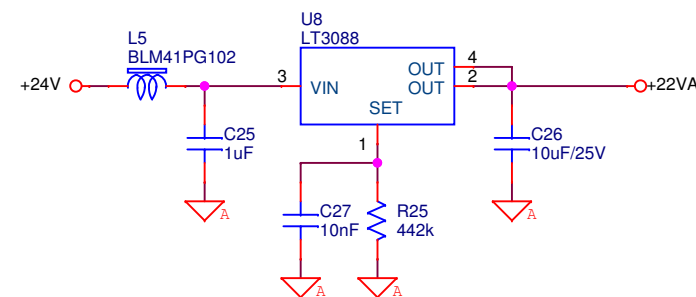 U8
LT3088
L5
BLM41PG102
+24V
3
VIN
OUT
4
OUT
2
+22VA
SET
1
C25
1uF
C26
10uF/25V
A
C27
10nF
R25
442k
A
A
A